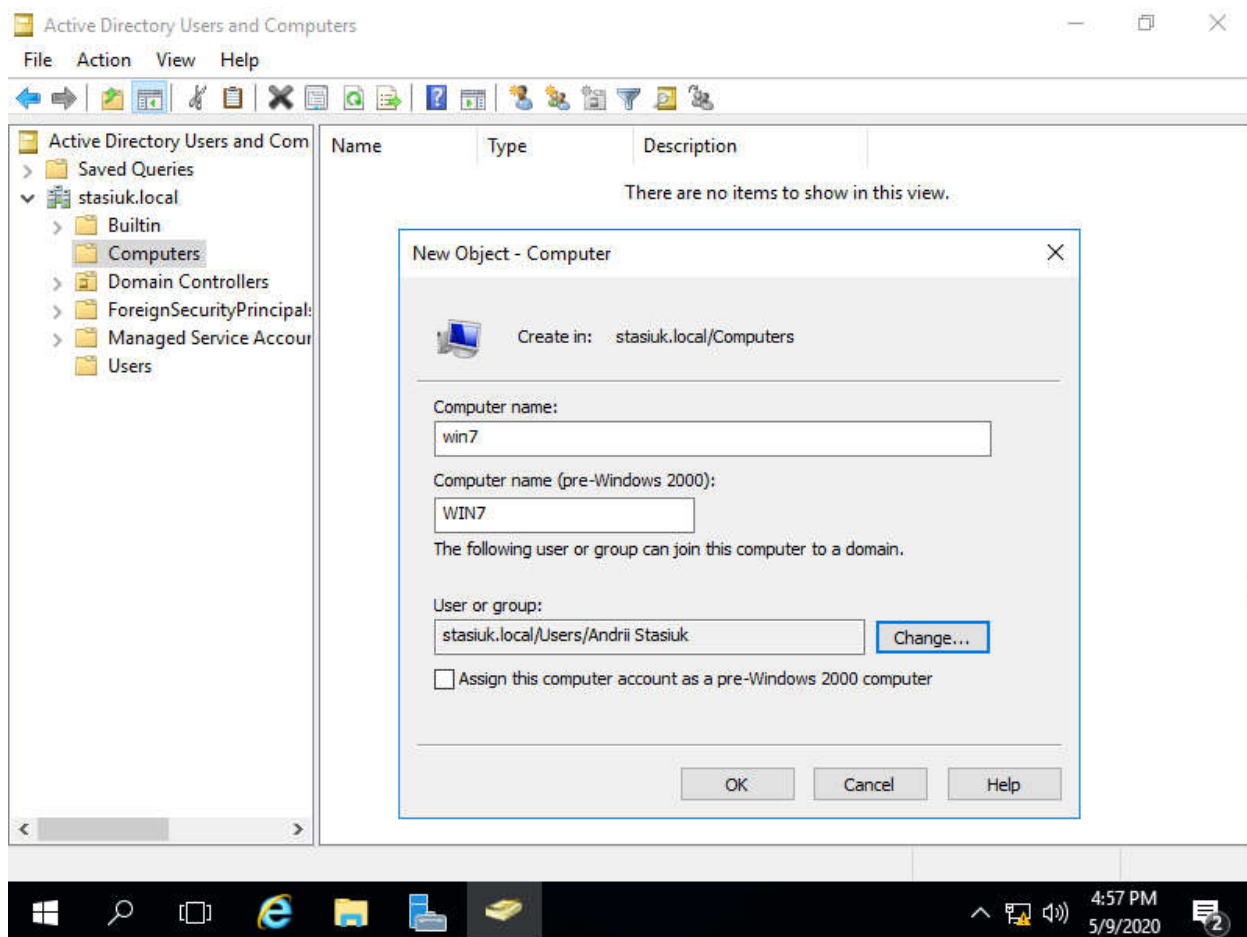 Active Directory Users and Computers
File Action View Help
Active Directory Users and Com
Saved Queries
stasiuk.local
Builtin
Computers
Domain Controllers
ForeignSecurityPrincipal
Managed Service Accour
Users
Name Type Description
There are no items to show in this view.
New Object - Computer
Create in: stasiuk.local/Computers
Computer name:
win7
Computer name (pre-Windows 2000):
WIN7
The following user or group can join this computer to a domain.
User or group:
stasiuk.local/Users/Andrii Stasiuk
Change...
Assign this computer account as a pre-Windows 2000 computer
OK Cancel Help
4:57 PM
5/9/2020
2